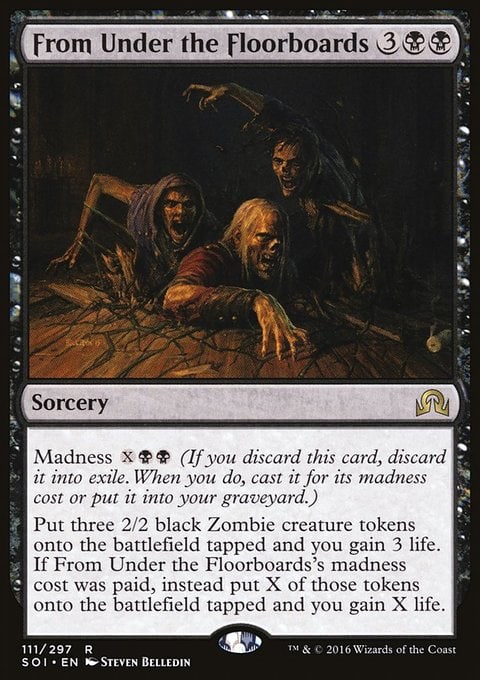 From Under the Floorboards 3
Sorcery
Madness X (If you discard this card, discard
it into exile. When you do, cast it for its madness
cost or put it into your graveyard.)
Put three 2/2 black Zombie creature tokens
onto the battlefield tapped and you gain 3 life.
If From Under the Floorboards's madness
cost was paid, instead put X of those tokens
onto the battlefield tapped and you gain X life.
111/297 R
SOI • EN Steven Belledin
™ & © 2016 Wizards of the Coast